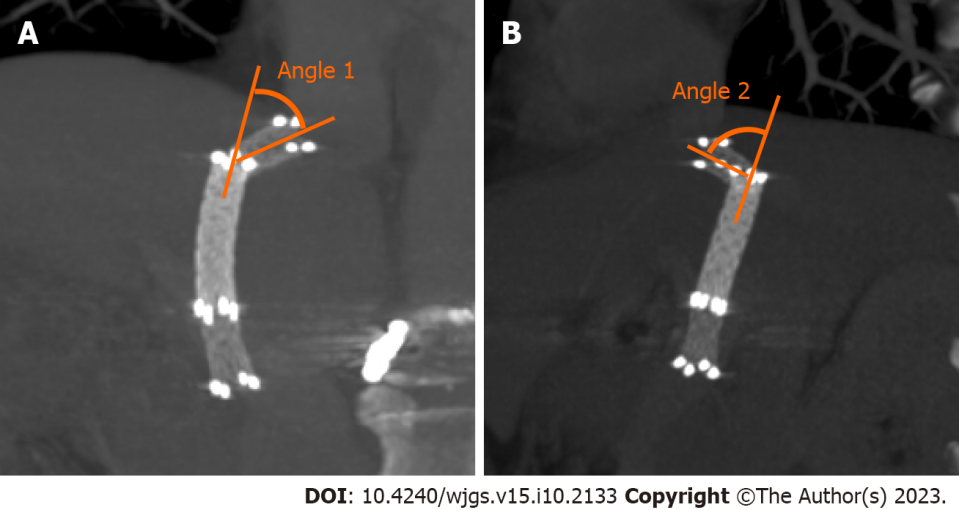 A
B
Angle 1
Angle 2
DOI: 10.4240/wjgs.v15.i10.2133 Copyright ©The Author(s) 2023.